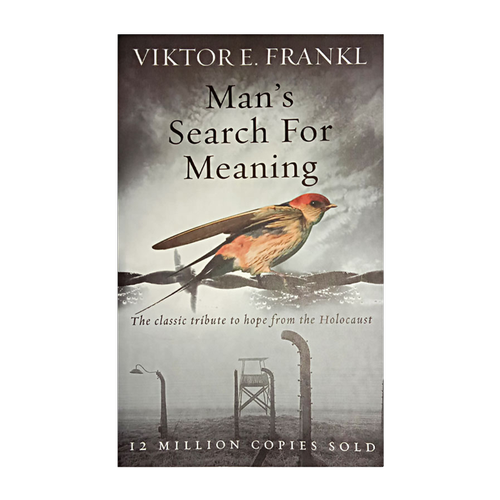 VIKTOR E. FRANKL
Man's
Search For
Meaning
The classic tribute to hope from the Holocaust
12 MILLION COPIES SOLD